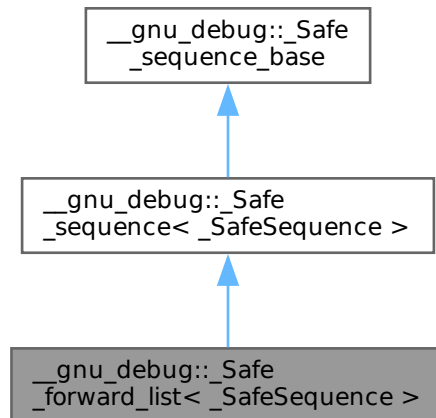 __gnu_debug::_Safe
_sequence_base
__gnu_debug::_Safe
_sequence< _SafeSequence >
__gnu_debug::_Safe
_forward_list< _SafeSequence >